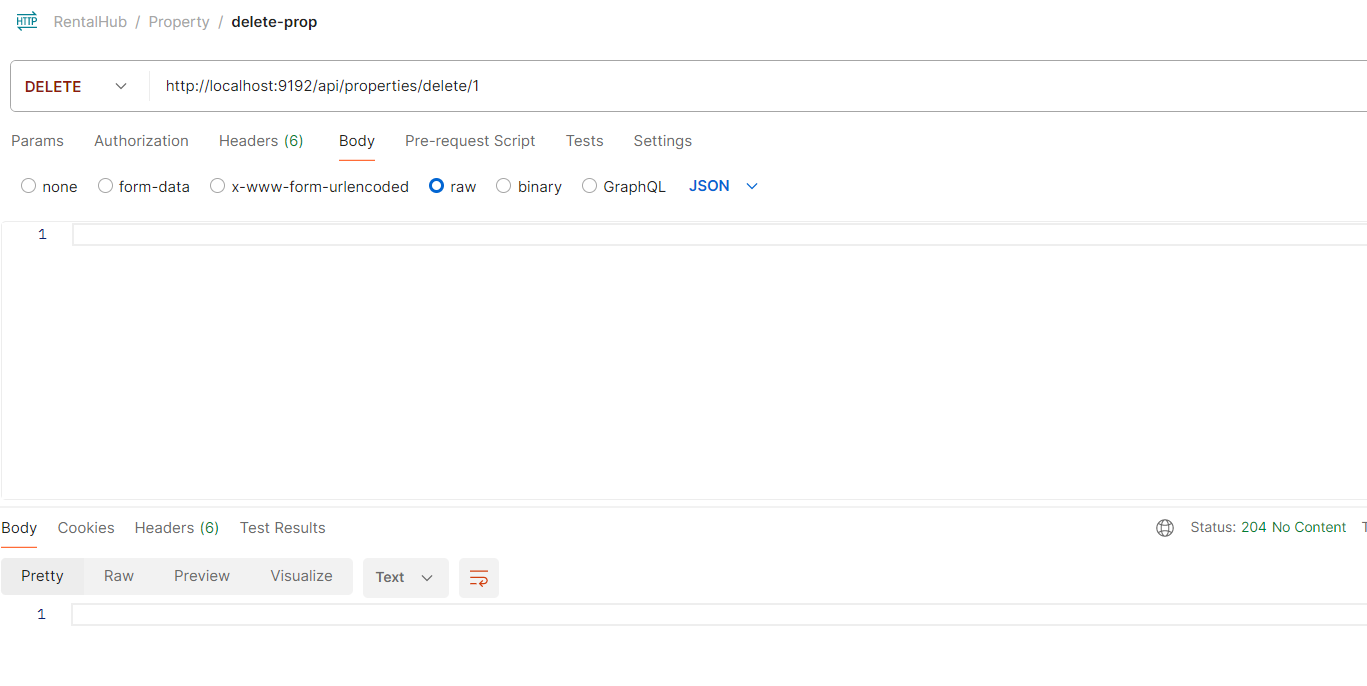 HTTP RentalHub / Property / delete-prop
DELETE http://localhost:9192/api/properties/delete/1
Params Authorization Headers (6) Body Pre-request Script Tests Settings
none form-data x-www-form-urlencoded raw binary GraphQL JSON
1
Body Cookies Headers (6) Test Results Status: 204 No Content
Pretty Raw Preview Visualize Text
1